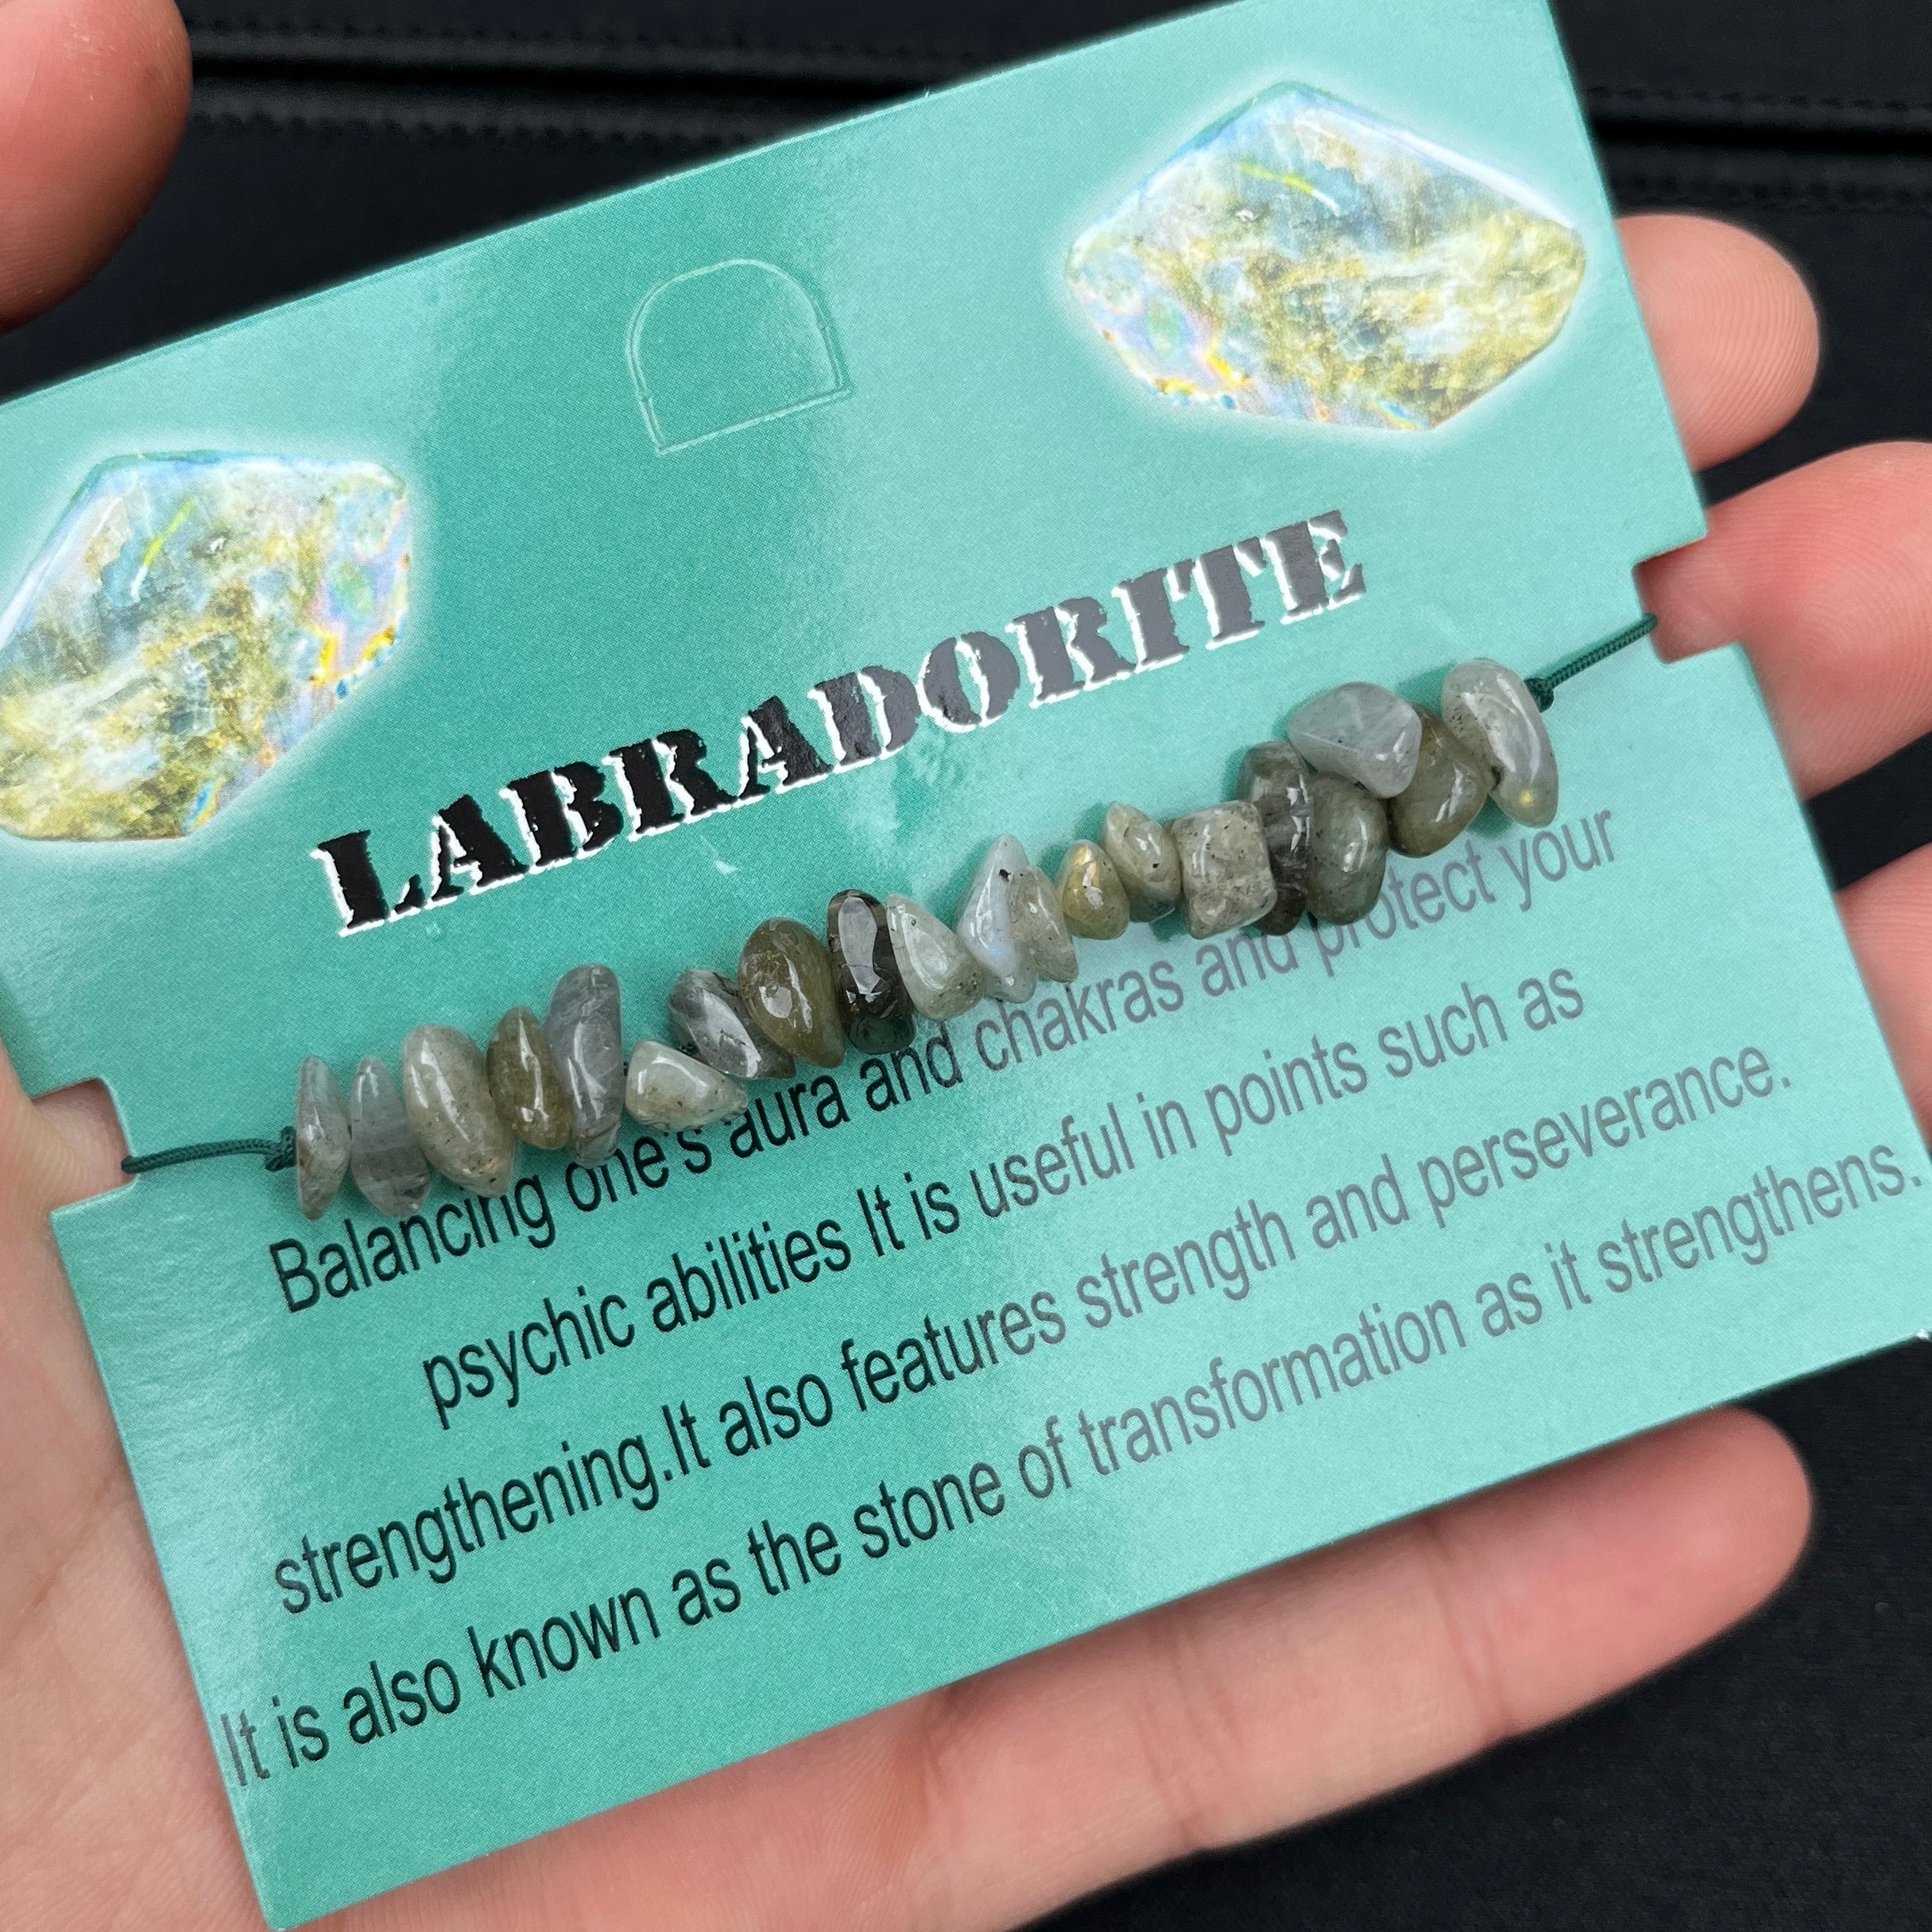 LABRADORITE
Balancing one's aura and chakras and protect your
psychic abilities It is useful in points such as
strengthening.It also features strength and perseverance.
It is also known as the stone of transformation as it strengthens.